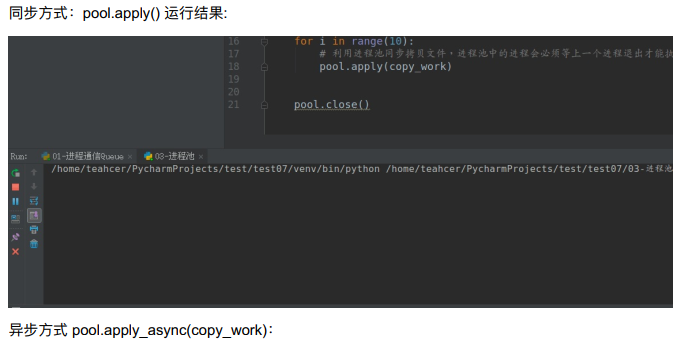 同步方式：pool.apply() 运行结果:
16 for i in range(10):
17 # 利用进程池同步拷贝文件，进程池中的进程会必须等上一个进程退出才能执
18 pool.apply(copy_work)
19
20
21 pool.close()
Run: 01-进程通信Queue × 03-进程池 ×
/home/teahcer/PycharmProjects/test/test07/venv/bin/python /home/teahcer/PycharmProjects/test/test07/03-进程池
异步方式 pool.apply_async(copy_work)：